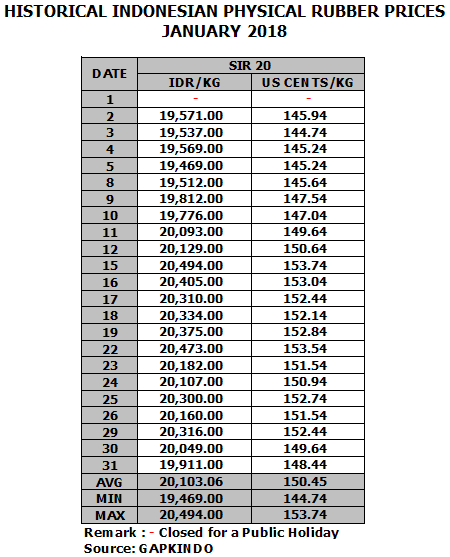 HISTORICAL INDONESIAN PHYSICAL RUBBER PRICES
JANUARY 2018
DATE SIR 20
IDR/KG US CENTS/KG
1 - -
2 19,571.00 145.94
3 19,537.00 144.74
4 19,569.00 145.24
5 19,469.00 145.24
8 19,512.00 145.64
9 19,812.00 147.54
10 19,776.00 147.04
11 20,093.00 149.64
12 20,129.00 150.64
15 20,494.00 153.74
16 20,405.00 153.04
17 20,310.00 152.44
18 20,334.00 152.14
19 20,375.00 152.84
22 20,473.00 153.54
23 20,182.00 151.54
24 20,107.00 150.94
25 20,300.00 152.74
26 20,160.00 151.54
29 20,316.00 152.44
30 20,049.00 149.64
31 19,911.00 148.44
AVG 20,103.06 150.45
MIN 19,469.00 144.74
MAX 20,494.00 153.74
Remark : - Closed for a Public Holiday
Source: GAPKINDO